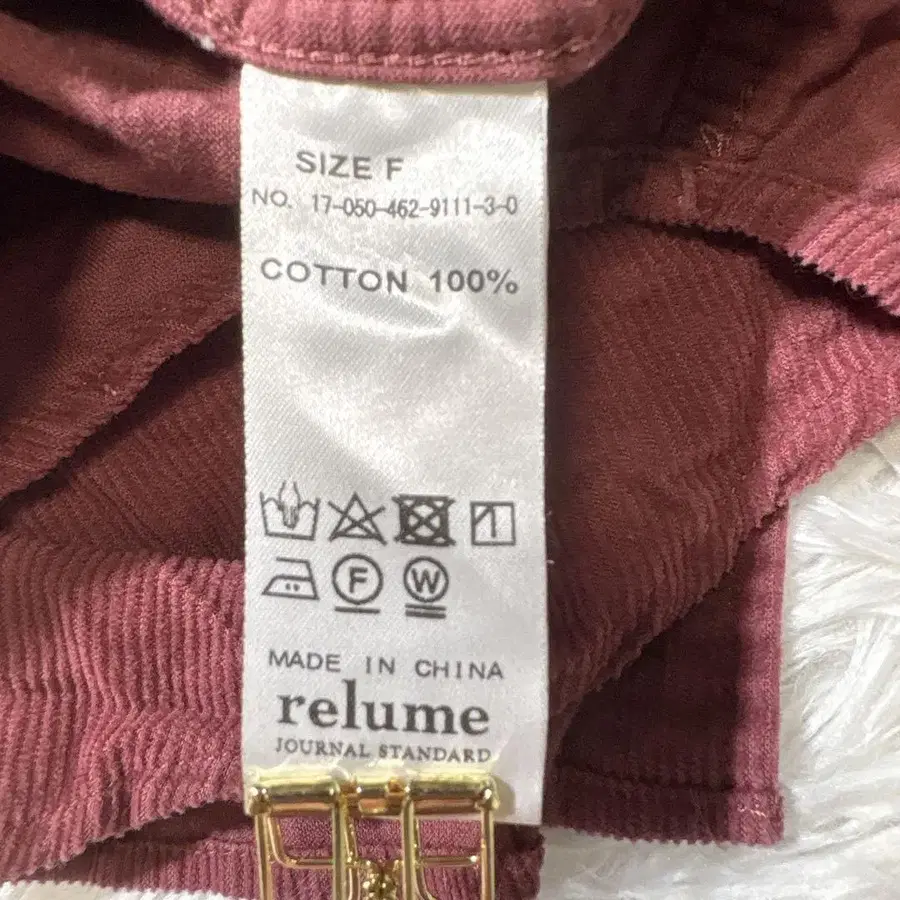 SIZE F
NO. 17-050-462-9111-3-0
COTTON 100%
F W
MADE IN CHINA
relume
JOURNAL STANDARD